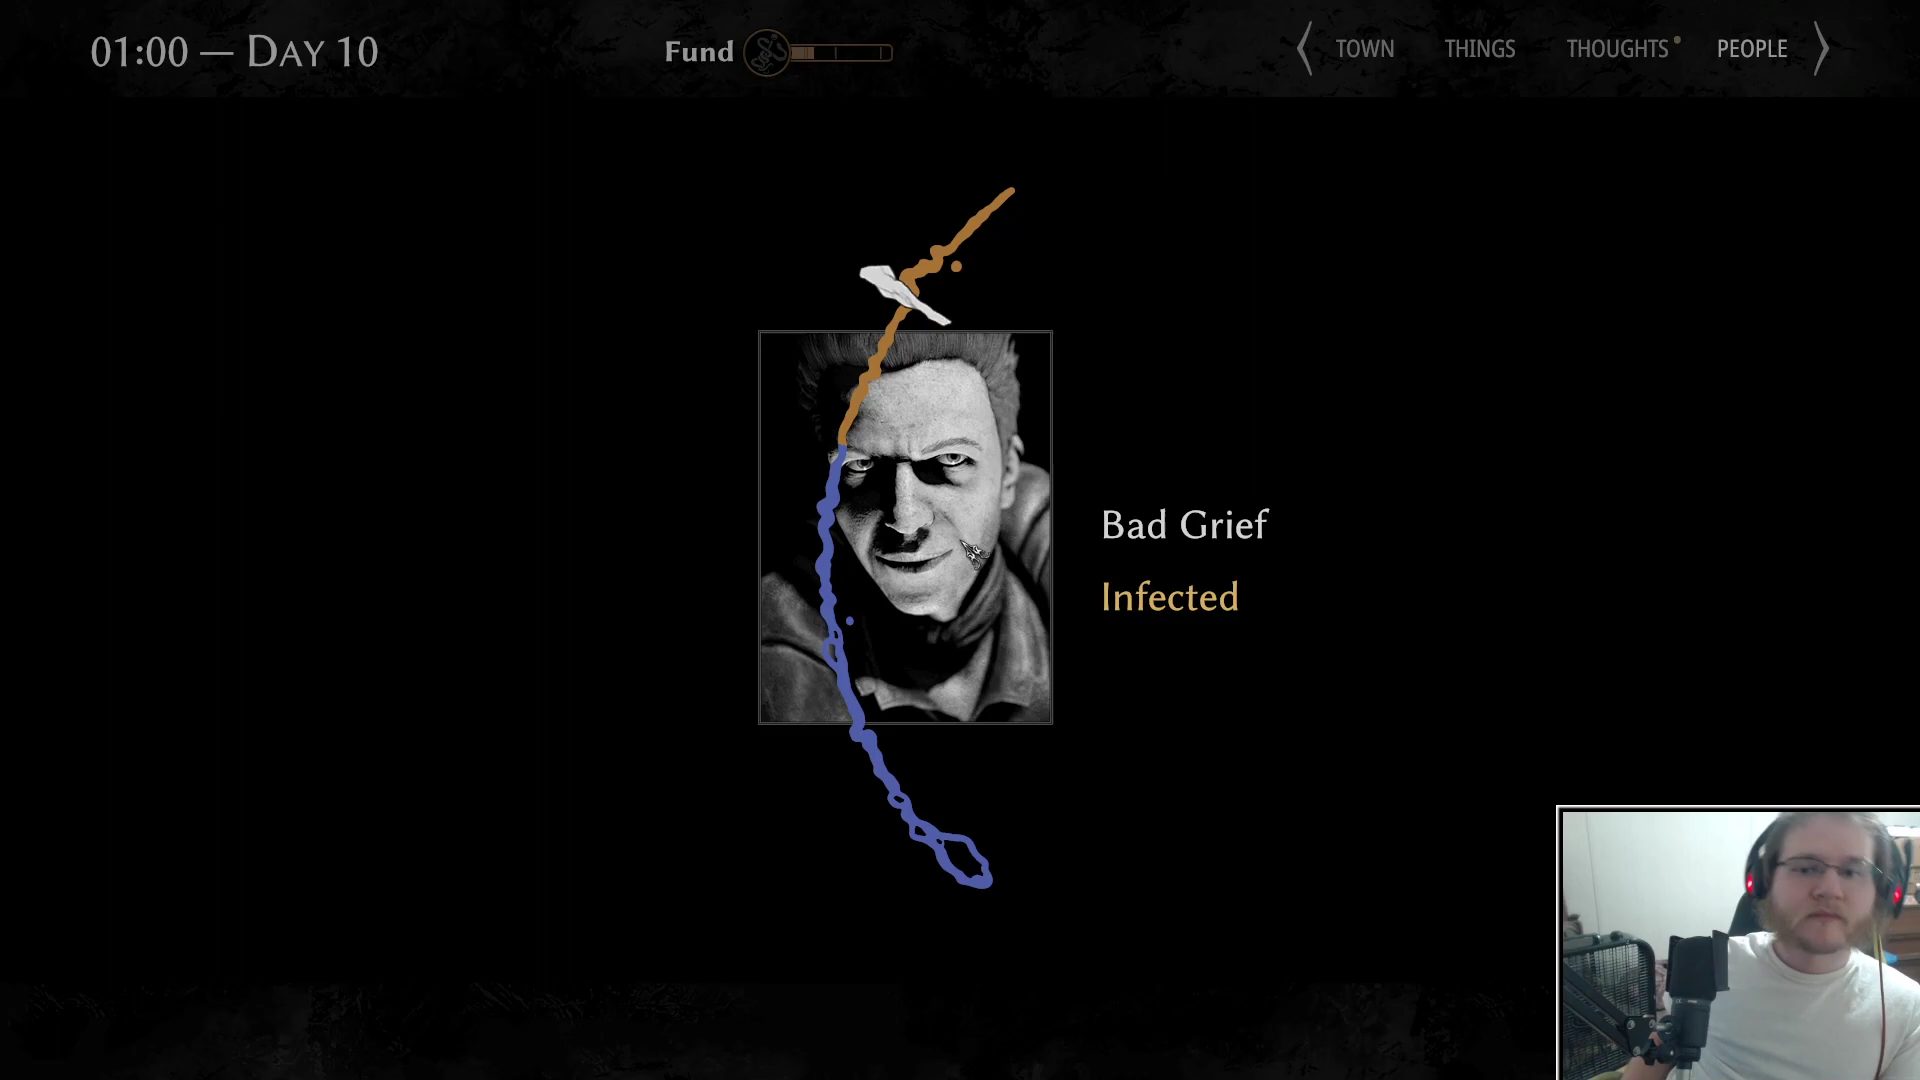 01:00 — DAY 10
Fund
TOWN THINGS THOUGHTS PEOPLE
Bad Grief
Infected